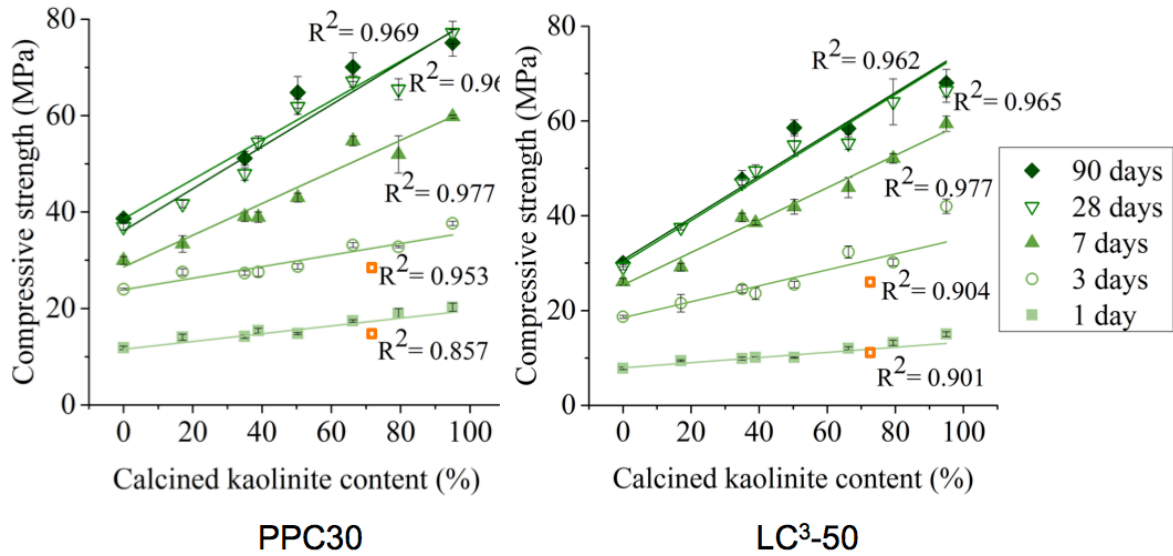 Compressive strength (MPa)
80
60
40
20
0
R² = 0.969
R² = 0.96
R² = 0.977
R² = 0.953
R² = 0.857
0 20 40 60 80 100
Calcined kaolinite content (%)
PPC30
Compressive strength (MPa)
80
60
40
20
0
R² = 0.962
R² = 0.965
R² = 0.977
R² = 0.904
R² = 0.901
0 20 40 60 80 100
Calcined kaolinite content (%)
LC³-50
90 days
28 days
7 days
3 days
1 day